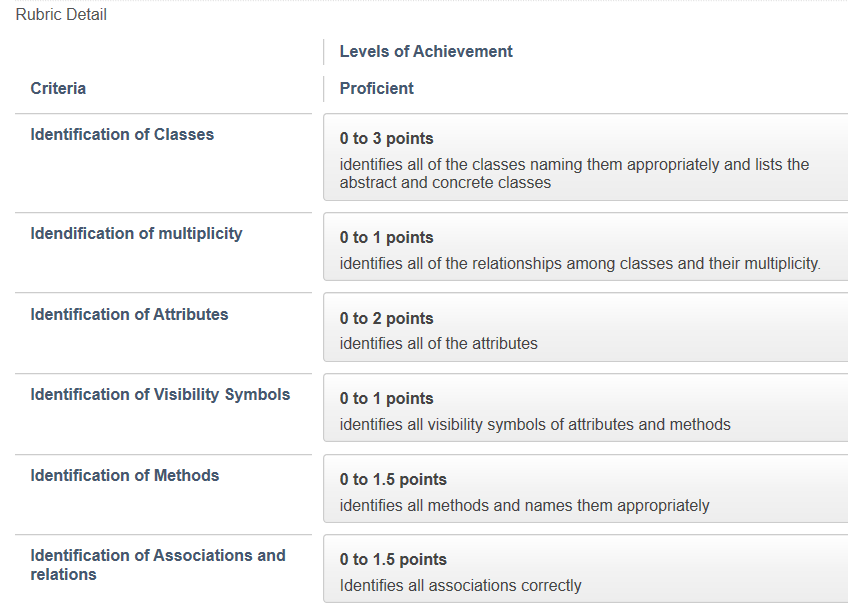 Rubric Detail
Levels of Achievement
Criteria
Proficient
Identification of Classes
0 to 3 points
identifies all of the classes naming them appropriately and lists the
abstract and concrete classes
Idendification of multiplicity
0 to 1 points
identifies all of the relationships among classes and their multiplicity.
Identification of Attributes
0 to 2 points
identifies all of the attributes
Identification of Visibility Symbols
0 to 1 points
identifies all visibility symbols of attributes and methods
Identification of Methods
0 to 1.5 points
identifies all methods and names them appropriately
Identification of Associations and
relations
0 to 1.5 points
Identifies all associations correctly